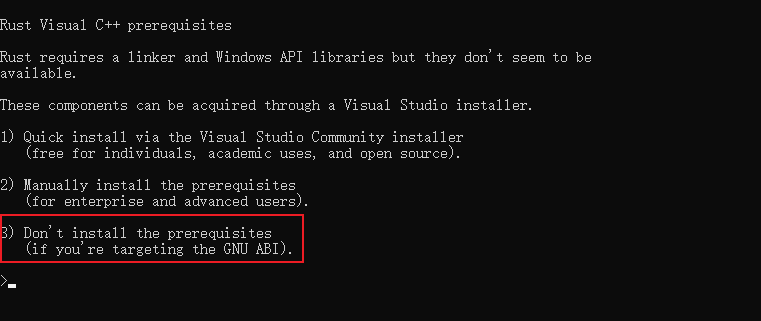 Rust Visual C++ prerequisites
Rust requires a linker and Windows API libraries but they don't seem to be
available.
These components can be acquired through a Visual Studio installer.
1) Quick install via the Visual Studio Community installer
(free for individuals, academic uses, and open source).
2) Manually install the prerequisites
(for enterprise and advanced users).
3) Don't install the prerequisites
(if you're targeting the GNU ABI).
>